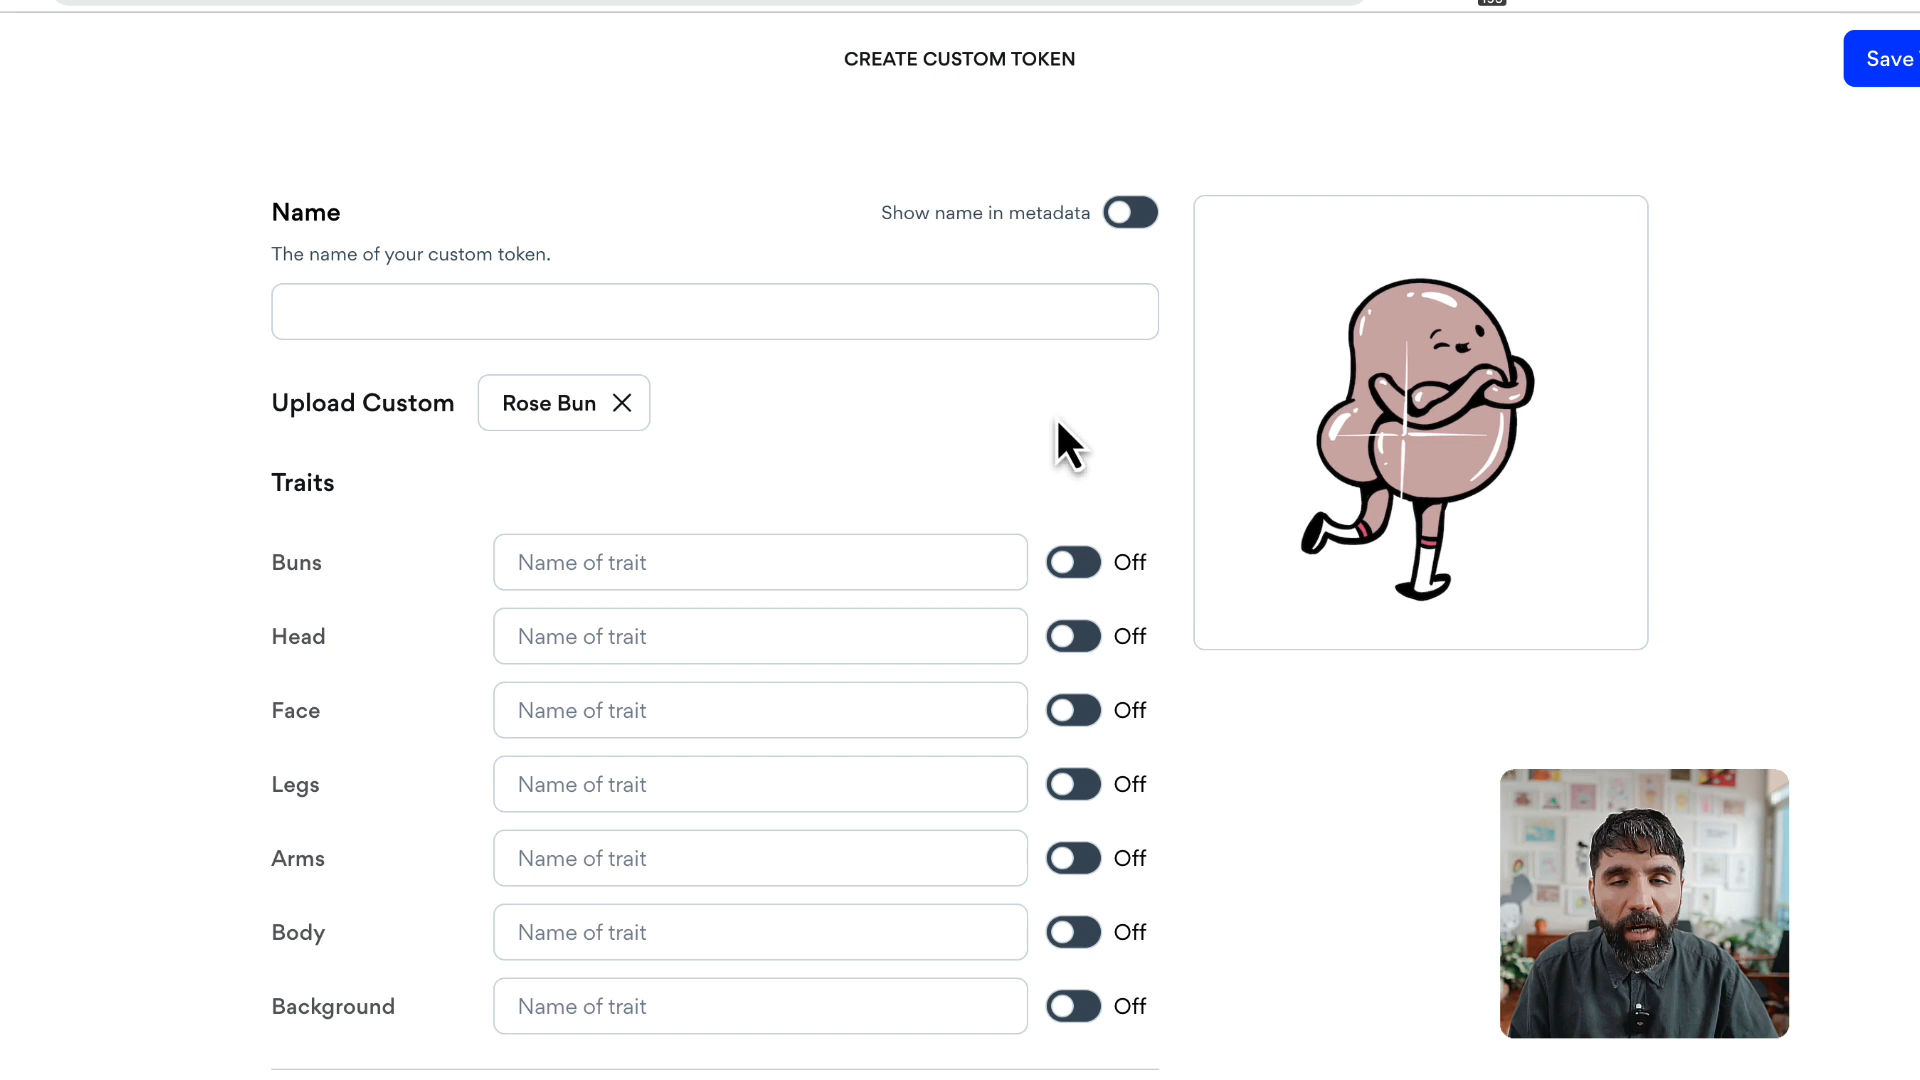 CREATE CUSTOM TOKEN
Save
Name
Show name in metadata
The name of your custom token.
Upload Custom
Rose Bun
Traits
Buns
Name of trait
Off
Head
Name of trait
Off
Face
Name of trait
Off
Legs
Name of trait
Off
Arms
Name of trait
Off
Body
Name of trait
Off
Background
Name of trait
Off